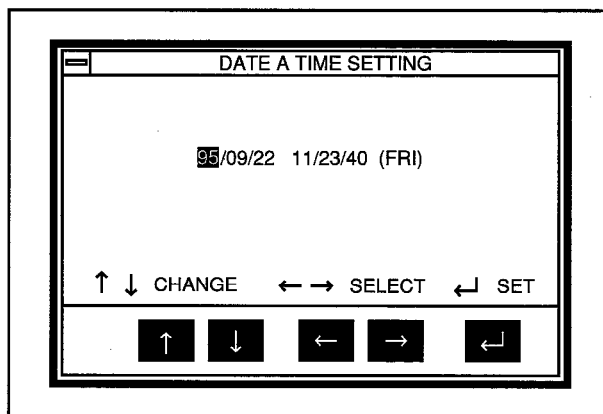 DATE A TIME SETTING
95/09/22 11/23/40 (FRI)
↑ ↓ CHANGE ← → SELECT ↵ SET
↑ ↓ ← → ↵